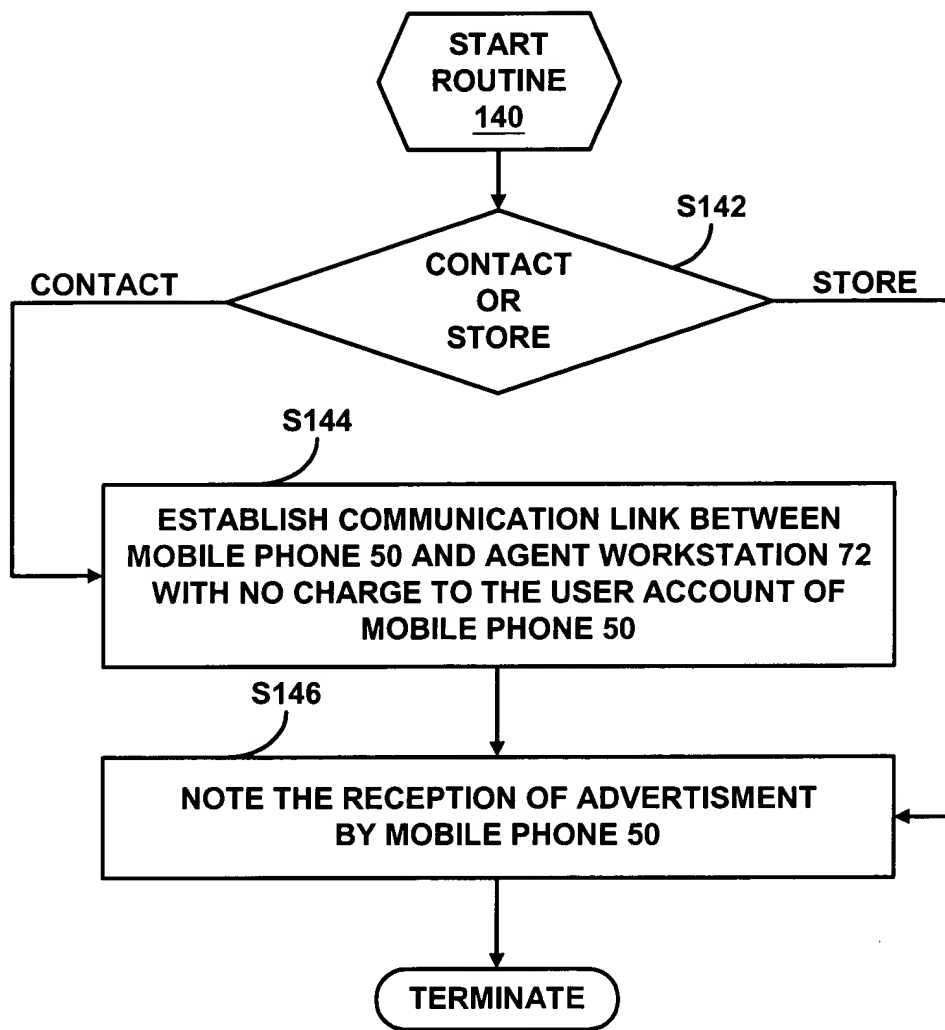 START
ROUTINE
140
S142
CONTACT
OR
STORE
CONTACT
STORE
S144
ESTABLISH COMMUNICATION LINK BETWEEN
MOBILE PHONE 50 AND AGENT WORKSTATION 72
WITH NO CHARGE TO THE USER ACCOUNT OF
MOBILE PHONE 50
S146
NOTE THE RECEPTION OF ADVERTISMENT
BY MOBILE PHONE 50
TERMINATE